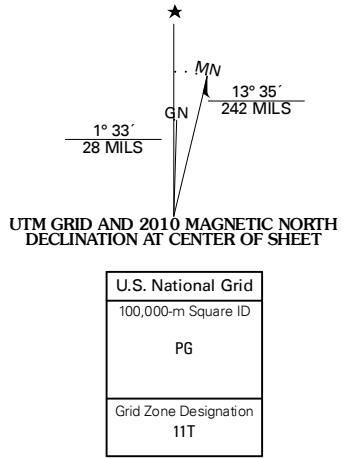 ★
MN
GN
13° 35´
242 MILS
1° 33´
28 MILS
UTM GRID AND 2010 MAGNETIC NORTH
DECLINATION AT CENTER OF SHEET
U.S. National Grid
100,000-m Square ID
PG
Grid Zone Designation
11T